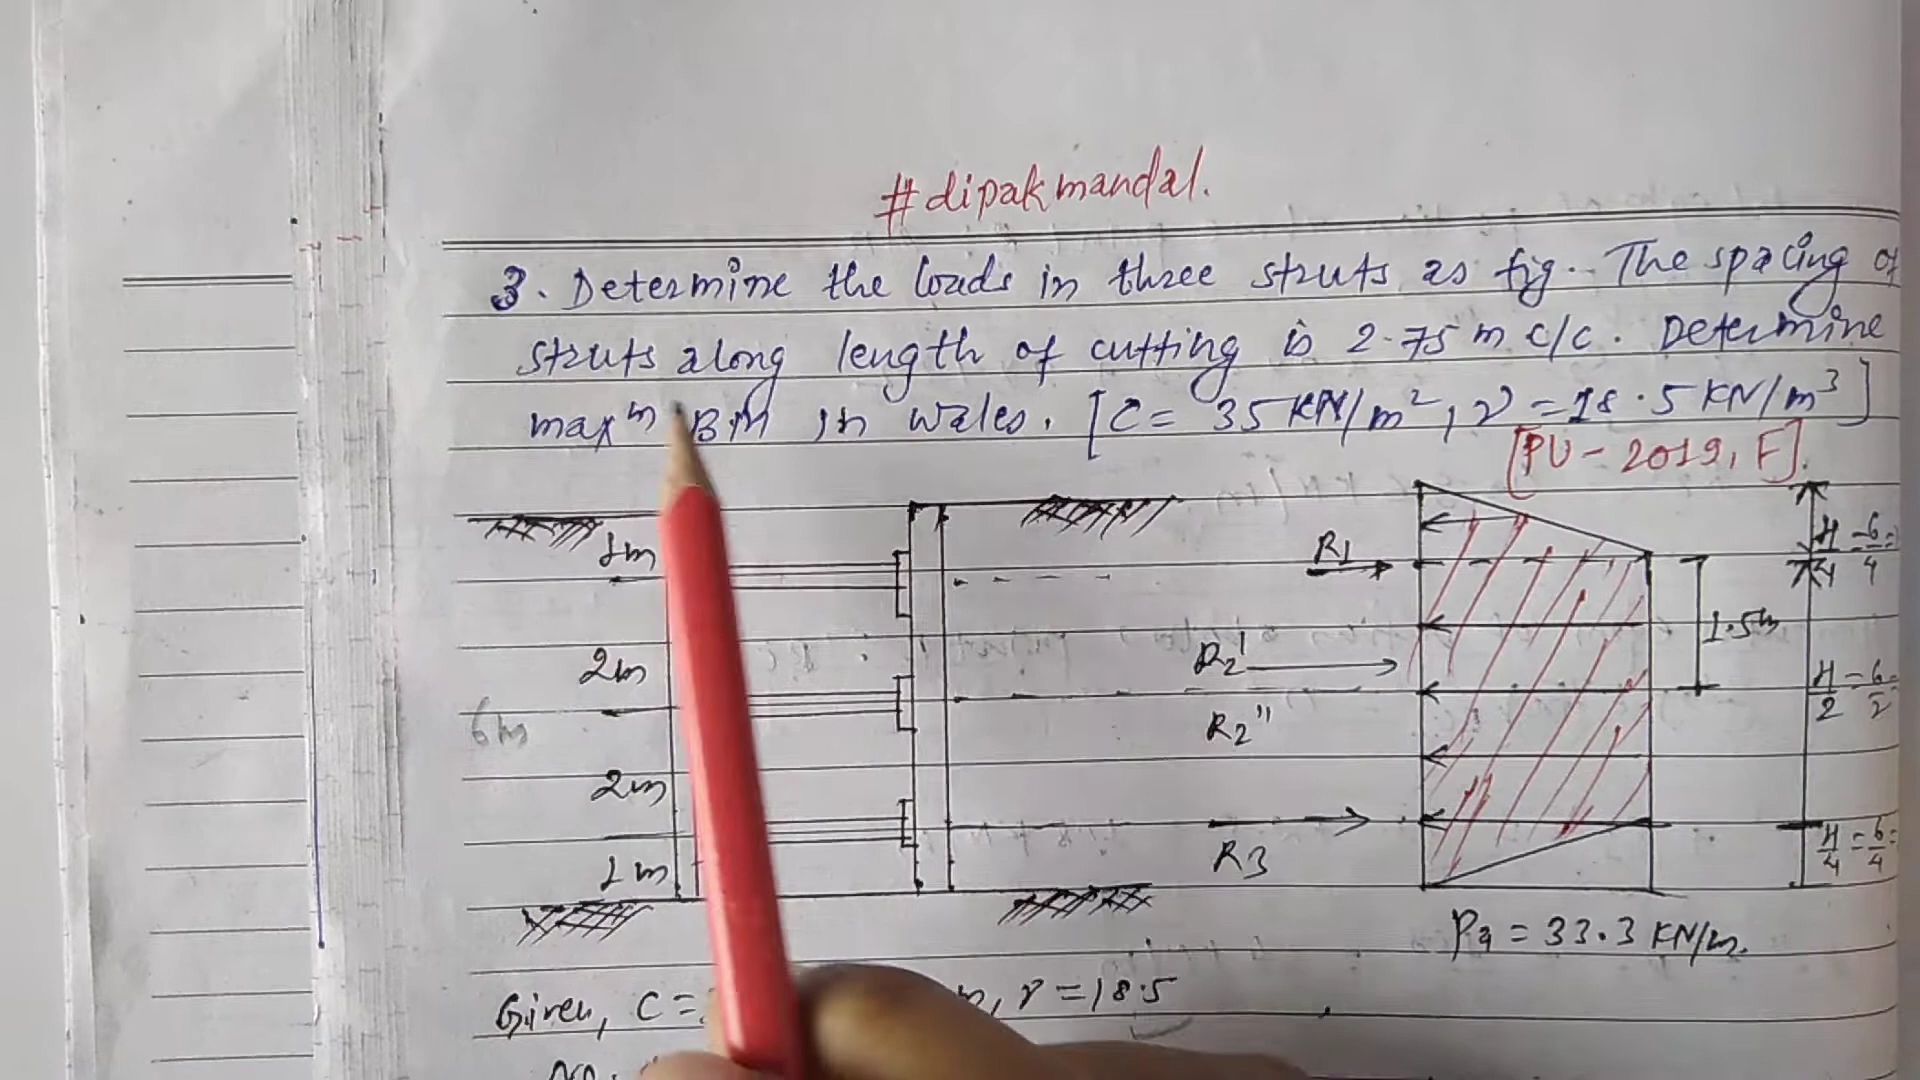 #dipakmandal.
3. Determine the loads in three struts as fig. The spacing of
struts along length of cutting is 2.75 m c/c. Determine
maxᵐ BM in wales. [C = 35 KN/m², γ = 18.5 KN/m³]
[PU - 2019, F].
1m
2m
6m
2m
1m
R1
R2'
R2"
R3
1.5m
H/4 = 6/4 =
H/2 = 6/2 =
H/4 = 6/4 =
Pa = 33.3 KN/m.
Given, C = , γ = 18.5